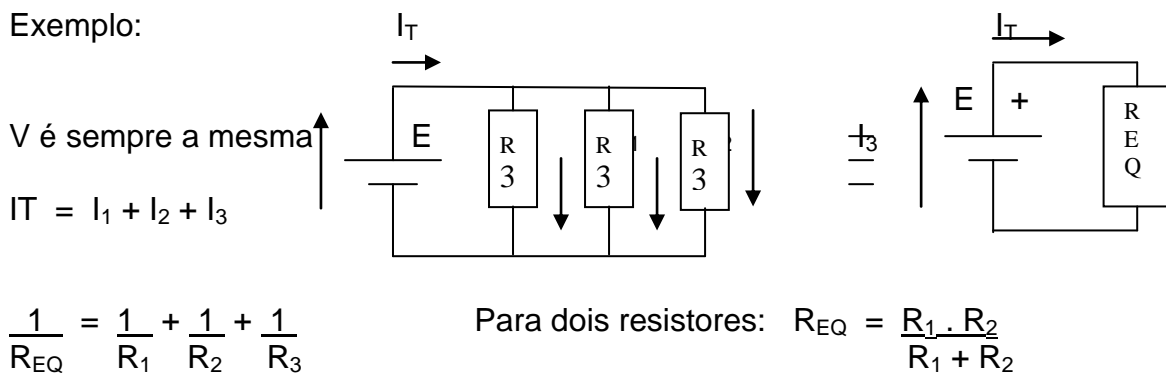 Exemplo:
I_T
I_T
E +
V é sempre a mesma
E
R 3
R 3
R 3
I_3
R E Q
IT = I_1 + I_2 + I_3
1/R_EQ = 1/R_1 + 1/R_2 + 1/R_3
Para dois resistores: R_EQ = R_1 . R_2 / R_1 + R_2